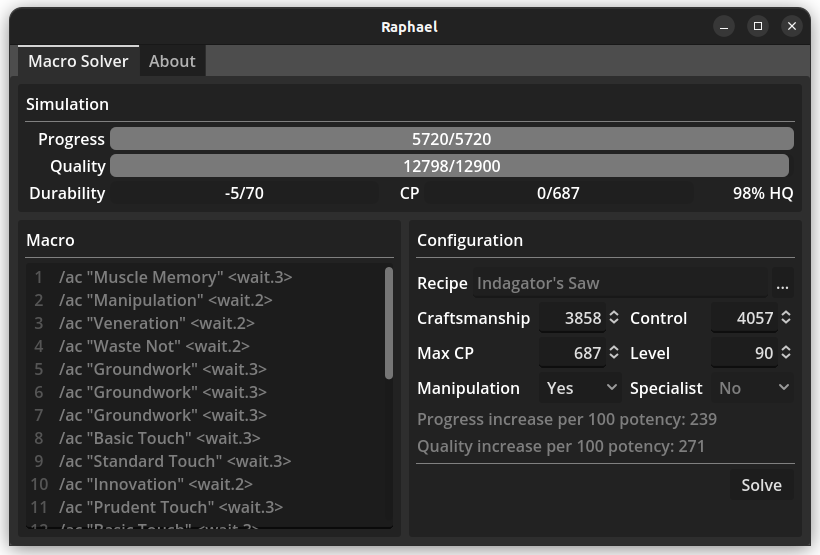 Raphael
Macro Solver About
Simulation
Progress 5720/5720
Quality 12798/12900
Durability -5/70 CP 0/687 98% HQ
Macro
1 /ac "Muscle Memory" <wait.3>
2 /ac "Manipulation" <wait.2>
3 /ac "Veneration" <wait.2>
4 /ac "Waste Not" <wait.2>
5 /ac "Groundwork" <wait.3>
6 /ac "Groundwork" <wait.3>
7 /ac "Groundwork" <wait.3>
8 /ac "Basic Touch" <wait.3>
9 /ac "Standard Touch" <wait.3>
10 /ac "Innovation" <wait.2>
11 /ac "Prudent Touch" <wait.3>
12 /ac "Basic Touch" <wait.3>
Configuration
Recipe Indagator's Saw ...
Craftsmanship 3858 Control 4057
Max CP 687 Level 90
Manipulation Yes Specialist No
Progress increase per 100 potency: 239
Quality increase per 100 potency: 271
Solve